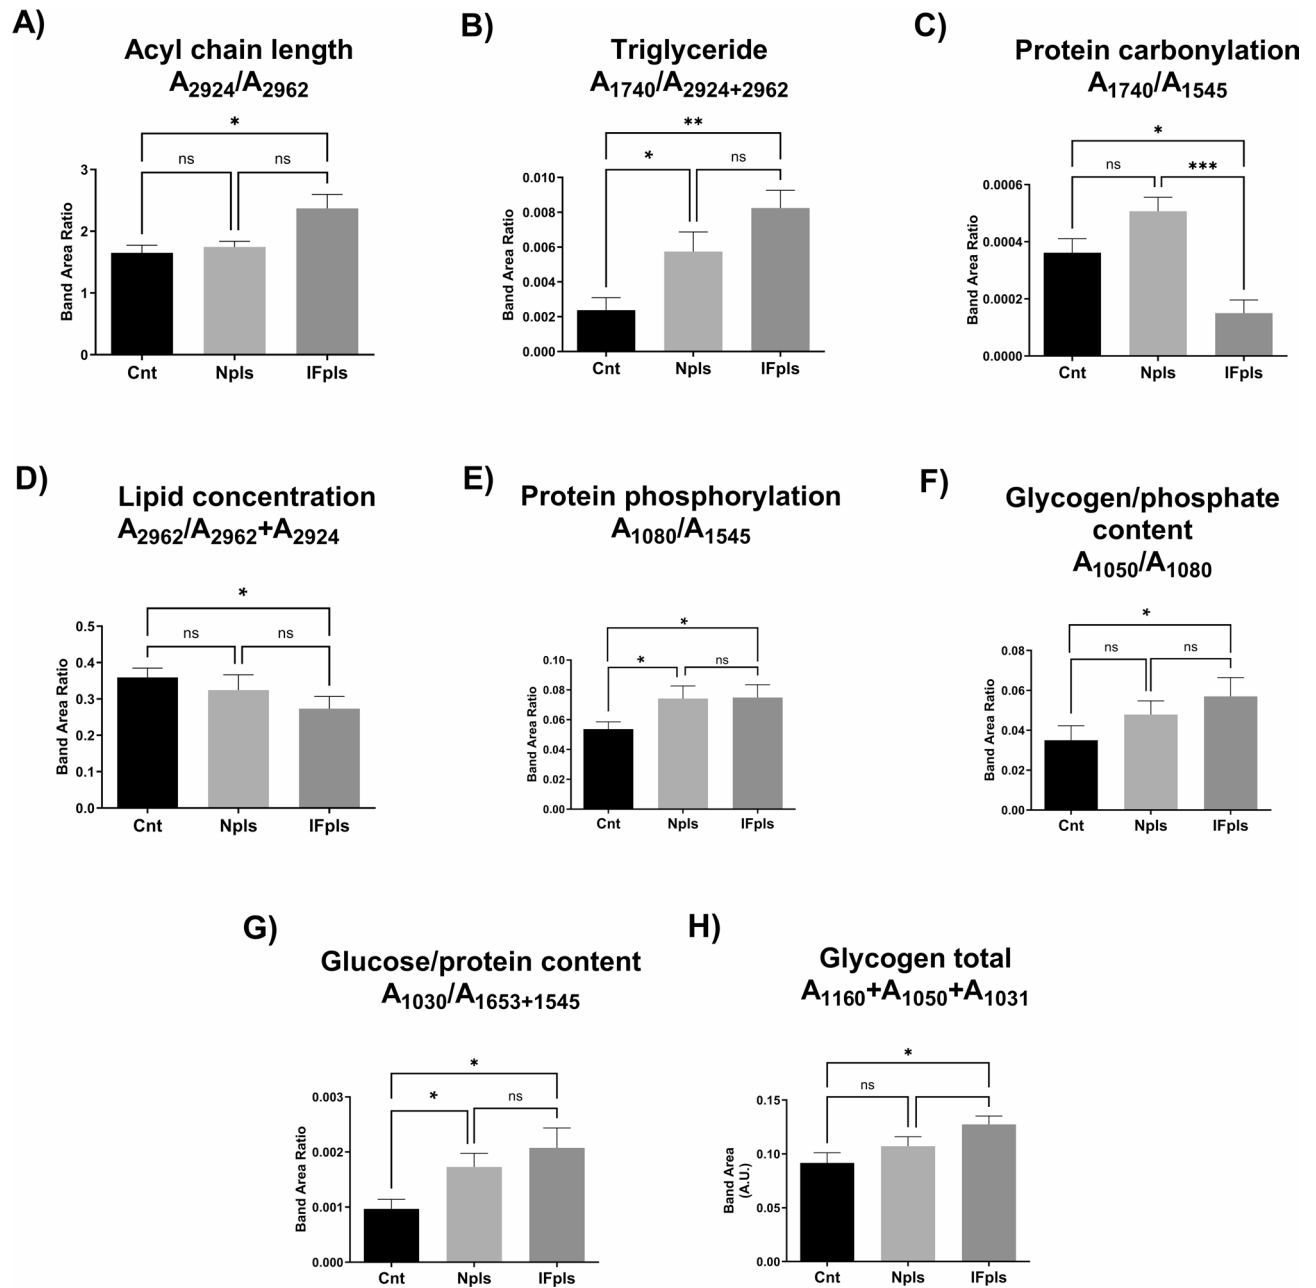 A)
Acyl chain length
A2924/A2962
*
ns ns
3
2
1
0
Band Area Ratio
Cnt Npls IFpls
B)
Triglyceride
A1740/A2924+2962
**
* ns
0.010
0.008
0.006
0.004
0.002
0.000
Band Area Ratio
Cnt Npls IFpls
C)
Protein carbonylation
A1740/A1545
*
ns ***
0.0006
0.0004
0.0002
0.0000
Band Area Ratio
Cnt Npls IFpls
D)
Lipid concentration
A2962/A2962+A2924
*
ns ns
0.5
0.4
0.3
0.2
0.1
0.0
Band Area Ratio
Cnt Npls IFpls
E)
Protein phosphorylation
A1080/A1545
*
* ns
0.10
0.08
0.06
0.04
0.02
0.00
Band Area Ratio
Cnt Npls IFpls
F)
Glycogen/phosphate
content
A1050/A1080
*
ns ns
0.08
0.06
0.04
0.02
0.00
Band Area Ratio
Cnt Npls IFpls
G)
Glucose/protein content
A1030/A1653+1545
*
* ns
0.003
0.002
0.001
0.000
Band Area Ratio
Cnt Npls IFpls
H)
Glycogen total
A1160+A1050+A1031
*
ns
0.15
0.10
0.05
0.00
Band Area
(A.U.)
Cnt Npls IFpls